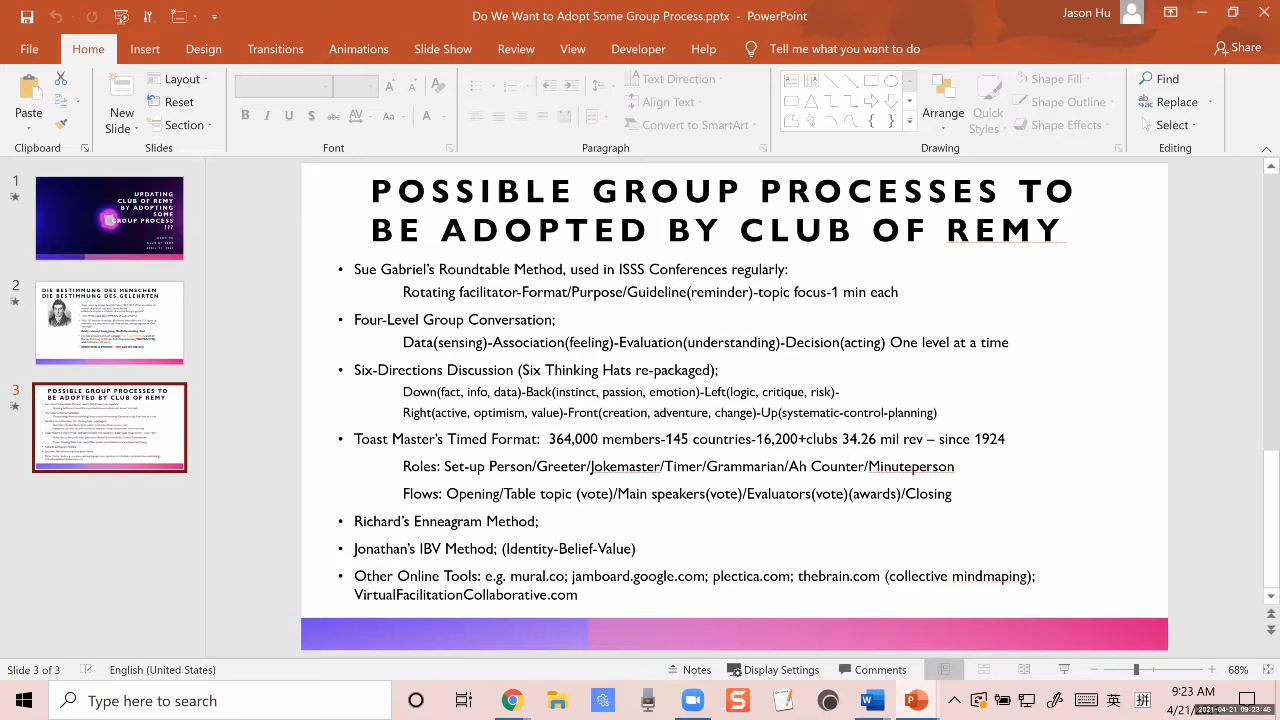 Do We Want to Adopt Some Group Process.pptx - PowerPoint
Jason Hu
File Home Insert Design Transitions Animations Slide Show Review View Developer Help Tell me what you want to do Share
Paste
Clipboard
New Slide
Layout
Reset
Section
Slides
Font
Text Direction
Align Text
Convert to SmartArt
Paragraph
Arrange
Quick Styles
Shape Fill
Shape Outline
Shape Effects
Drawing
Find
Replace
Select
Editing
1
UPDATING
CLUB OF REMY
BY ADOPTING
SOME
GROUP PROCESS
???
2
DIE BESTIMMUNG DES MENSCHEN
DIE BESTIMMUNG DES GELEHRTEN
3
POSSIBLE GROUP PROCESSES TO
BE ADOPTED BY CLUB OF REMY
POSSIBLE GROUP PROCESSES TO
BE ADOPTED BY CLUB OF REMY
• Sue Gabriel's Roundtable Method, used in ISSS Conferences regularly:
Rotating facilitator-Format/Purpose/Guideline(reminder)-topic focus-1 min each
• Four-Level Group Conversation:
Data(sensing)-Association(feeling)-Evaluation(understanding)-Decision(acting) One level at a time
• Six-Directions Discussion (Six Thinking Hats re-packaged);
Down(fact, info, data)-Back(instinct, passion, emotion)-Left(logic, critique, risk)-
Right(active, optimism, value)-Front(creation, adventure, change)-Up(systematic-control-planning)
• Toast Master's Timed Format: 364,000 members-145 countries-16.200+clubs 34.26 mil rev – since 1924
Roles: Set-up Person/Greeter/Jokemaster/Timer/Grammarian/Ah Counter/Minuteperson
Flows: Opening/Table topic (vote)/Main speakers(vote)/Evaluators(vote)(awards)/Closing
• Richard's Enneagram Method;
• Jonathan's IBV Method; (Identity-Belief-Value)
• Other Online Tools: e.g. mural.co; jamboard.google.com; plectica.com; thebrain.com (collective mindmaping);
VirtualFacilitationCollaborative.com
Slide 3 of 3 English (United States) Notes Display Settings Comments 68%
Type here to search
英 拼
9:23 AM
4/21/
2021-04-21 09:23:46